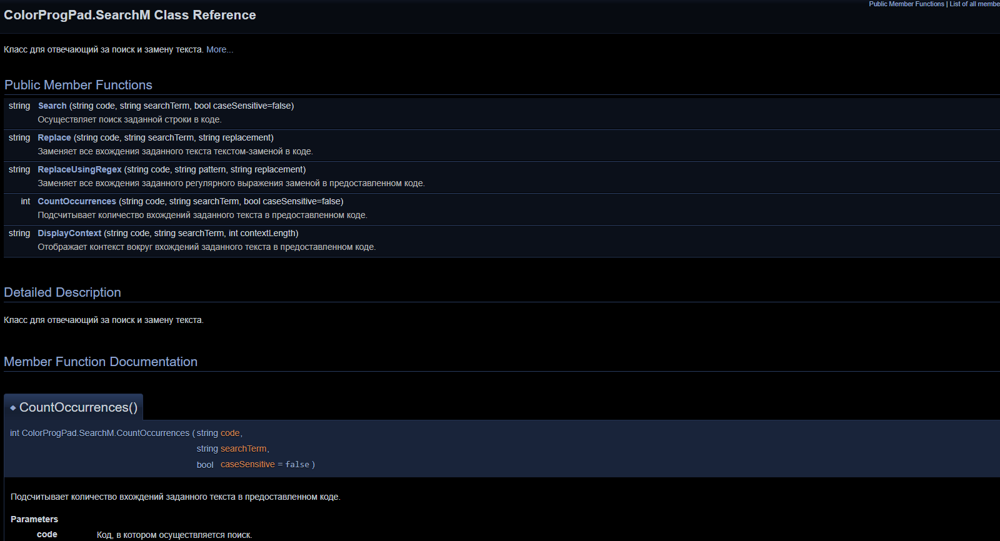 Public Member Functions | List of all membe
ColorProgPad.SearchM Class Reference
Класс для отвечающий за поиск и замену текста. More...
Public Member Functions
string Search (string code, string searchTerm, bool caseSensitive=false)
Осуществляет поиск заданной строки в коде.
string Replace (string code, string searchTerm, string replacement)
Заменяет все вхождения заданного текста текстом-заменой в коде.
string ReplaceUsingRegex (string code, string pattern, string replacement)
Заменяет все вхождения заданного регулярного выражения заменой в предоставленном коде.
int CountOccurrences (string code, string searchTerm, bool caseSensitive=false)
Подсчитывает количество вхождений заданного текста в предоставленном коде.
string DisplayContext (string code, string searchTerm, int contextLength)
Отображает контекст вокруг вхождений заданного текста в предоставленном коде.
Detailed Description
Класс для отвечающий за поиск и замену текста.
Member Function Documentation
◆ CountOccurrences()
int ColorProgPad.SearchM.CountOccurrences ( string code,
string searchTerm,
bool caseSensitive = false )
Подсчитывает количество вхождений заданного текста в предоставленном коде.
Parameters
code Код, в котором осуществляется поиск.